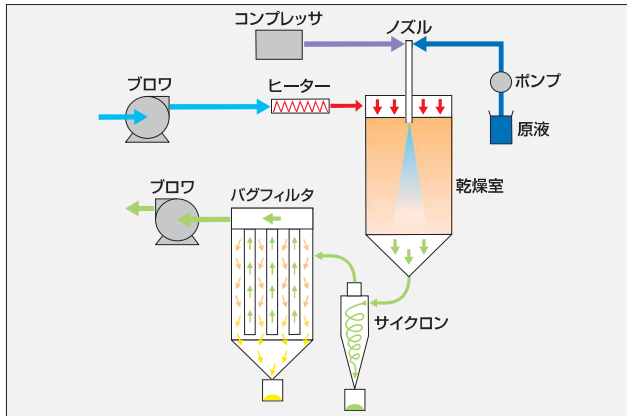 コンプレッサ
ノズル
ポンプ
原液
ブロワ
ヒーター
乾燥室
ブロワ
バグフィルタ
サイクロン